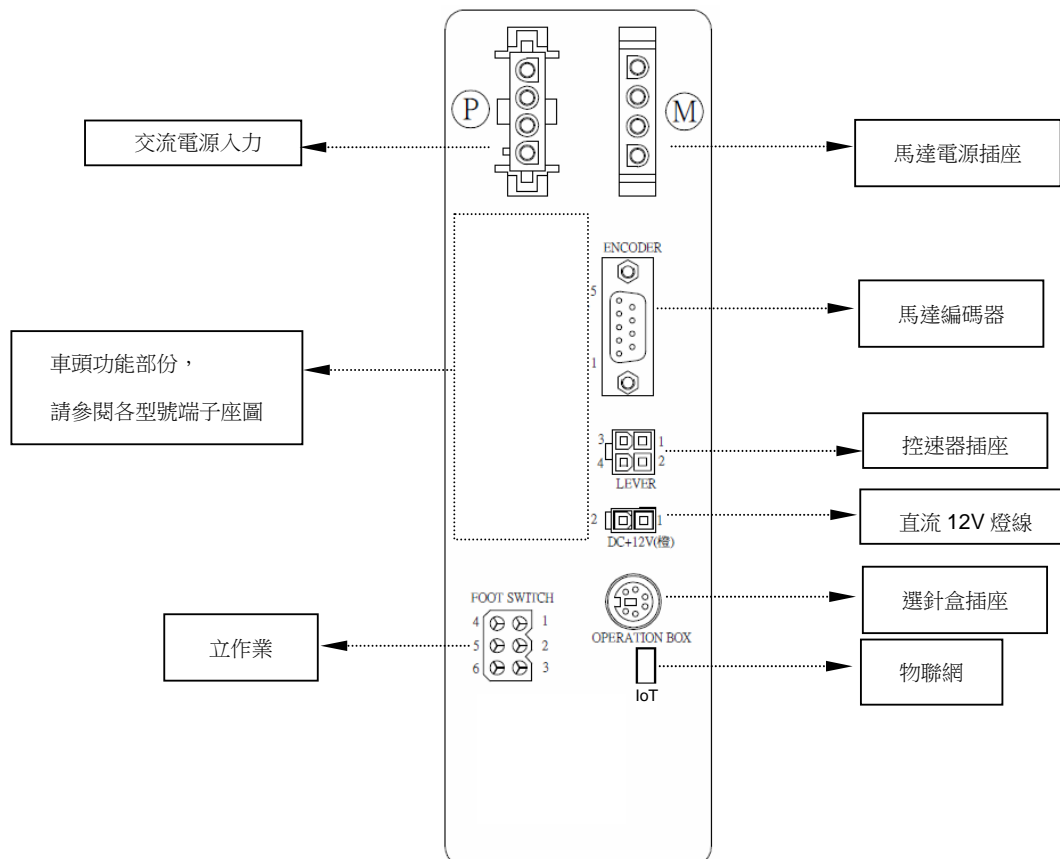 P
M
交流電源入力
馬達電源插座
ENCODER
5
1
馬達編碼器
車頭功能部份，
請參閱各型號端子座圖
3
1
4
2
LEVER
控速器插座
2
1
DC+12V(橙)
直流 12V 燈線
FOOT SWITCH
4
1
5
2
6
3
立作業
OPERATION BOX
選針盒插座
IoT
物聯網